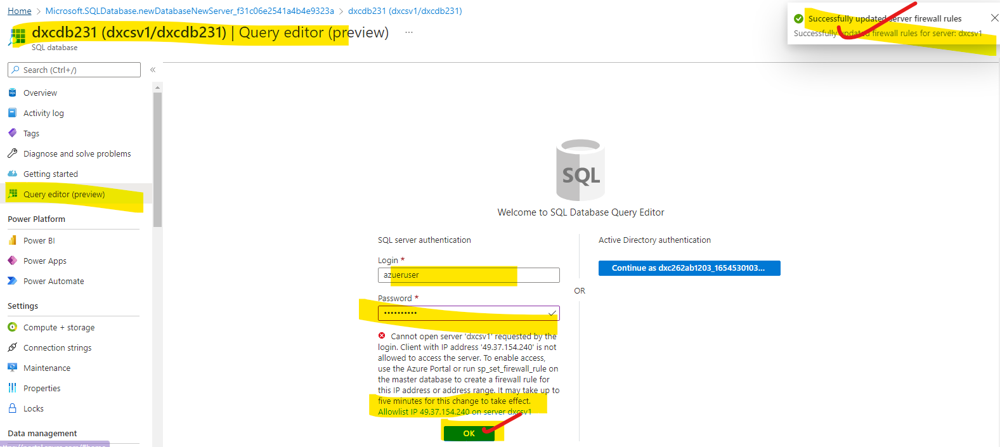 Home > Microsoft.SQLDatabase.newDatabaseNewServer_f31c06e2541a4b4e9323a > dxcdb231 (dxcsv1/dxcdb231)
dxcdb231 (dxcsv1/dxcdb231) | Query editor (preview) ...
SQL database
Successfully updated server firewall rules
Successfully updated firewall rules for server: dxcsv1
Search (Ctrl+/)
«
Overview
Activity log
Tags
Diagnose and solve problems
Getting started
Query editor (preview)
Power Platform
Power BI
Power Apps
Power Automate
Settings
Compute + storage
Connection strings
Maintenance
Properties
Locks
Data management
SQL
Welcome to SQL Database Query Editor
SQL server authentication
Login *
azueruser
Password *
••••••••••
Cannot open server 'dxcsv1' requested by the
login. Client with IP address '49.37.154.240' is not
allowed to access the server. To enable access,
use the Azure Portal or run sp_set_firewall_rule on
the master database to create a firewall rule for
this IP address or address range. It may take up to
five minutes for this change to take effect.
Allowlist IP 49.37.154.240 on server dxcsv1
OK
OR
Active Directory authentication
Continue as dxc262ab1203_1654530103...